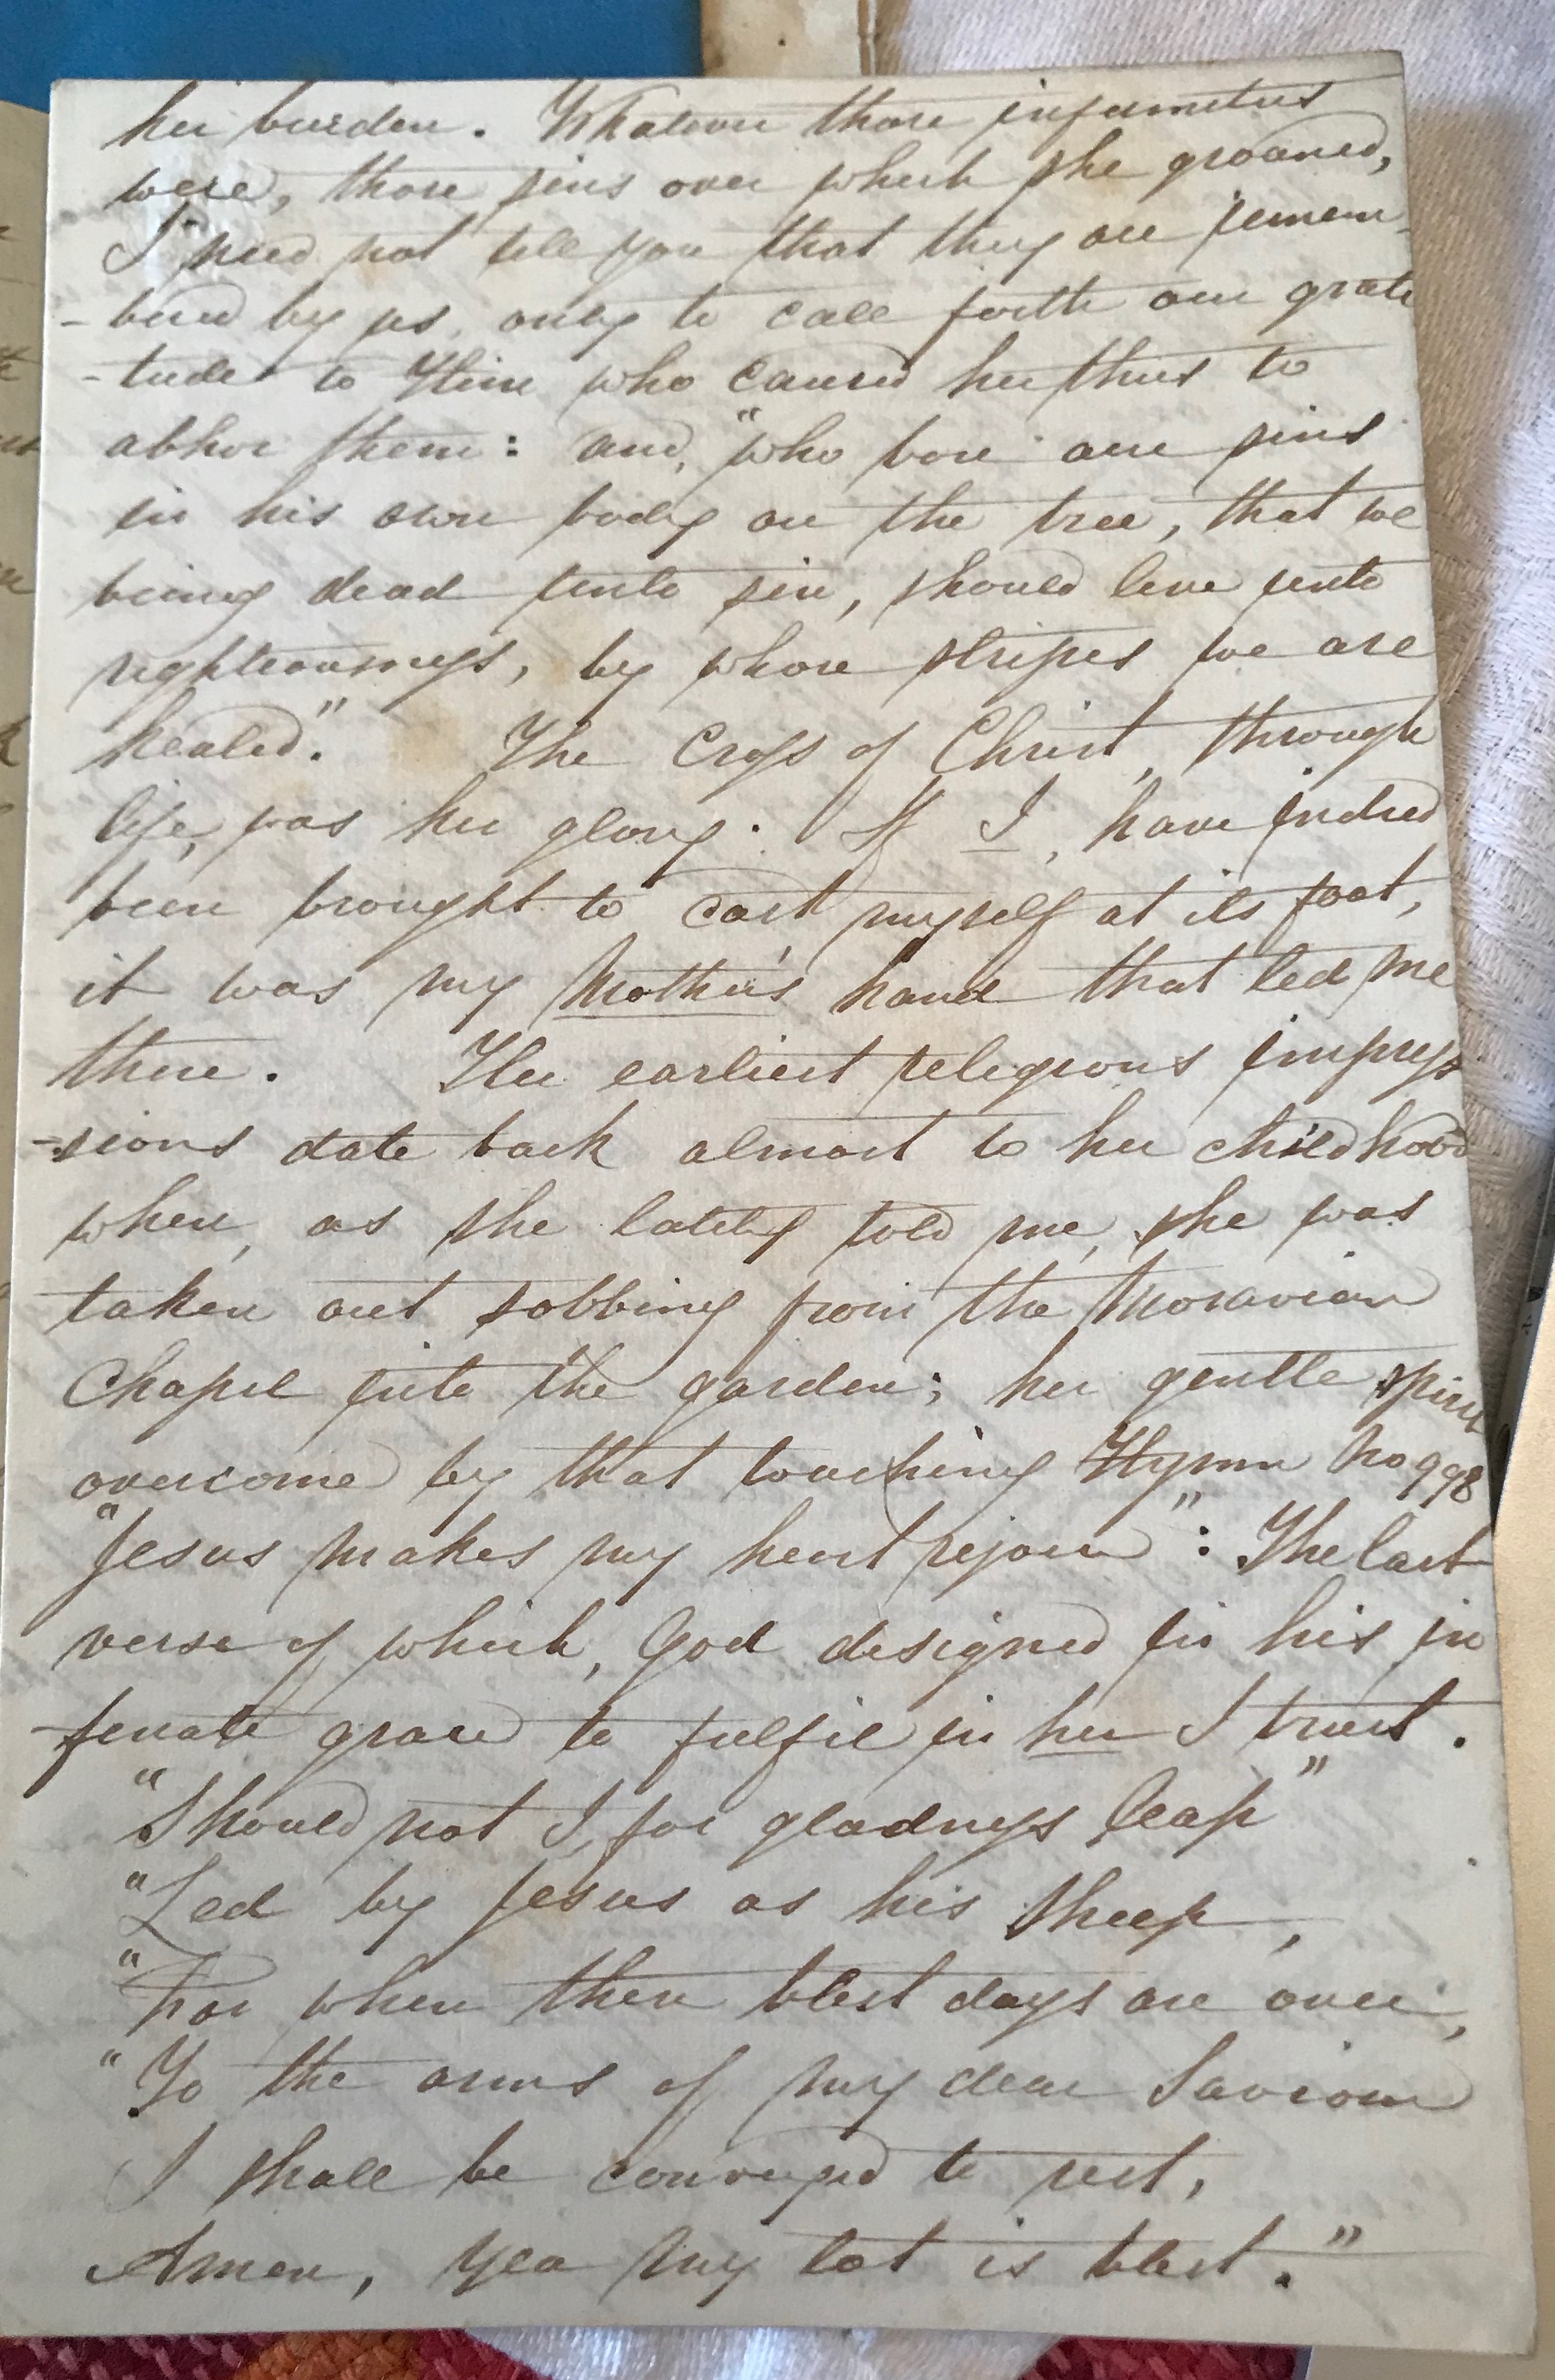 her burden. Whatever those infirmities
were, those sins over which she groaned,
I need not tell you that they are remem-
-bered by us, only to call forth our grati
-tude to Him who caused her thus to
abhor them: and, "who bore our sins
in his own body on the tree, that we
being dead unto sin, should live unto
righteousness, by whose stripes we are
healed." The Cross of Christ, through
life, was her glory. If I, have indeed
been brought to cast myself at its foot,
it was my Mother's hand that led me
there. Her earliest religious impres
-sions date back almost to her childhood
when, as she lately told me, she was
taken out sobbing from the Moravian
Chapel into the garden; her gentle spirit
overcome by that touching Hymn No 998
"Jesus makes my heart rejoice": The last
verse of which, God designed in his in
-finate grace to fulfil in her I trust.
"Should not I for gladness leap"
"Led by Jesus as his sheep,
"For when these blest days are over,
"To the arms of my dear Saviour
I shall be conveyed to rest,
Amen, yea my lot is blest."